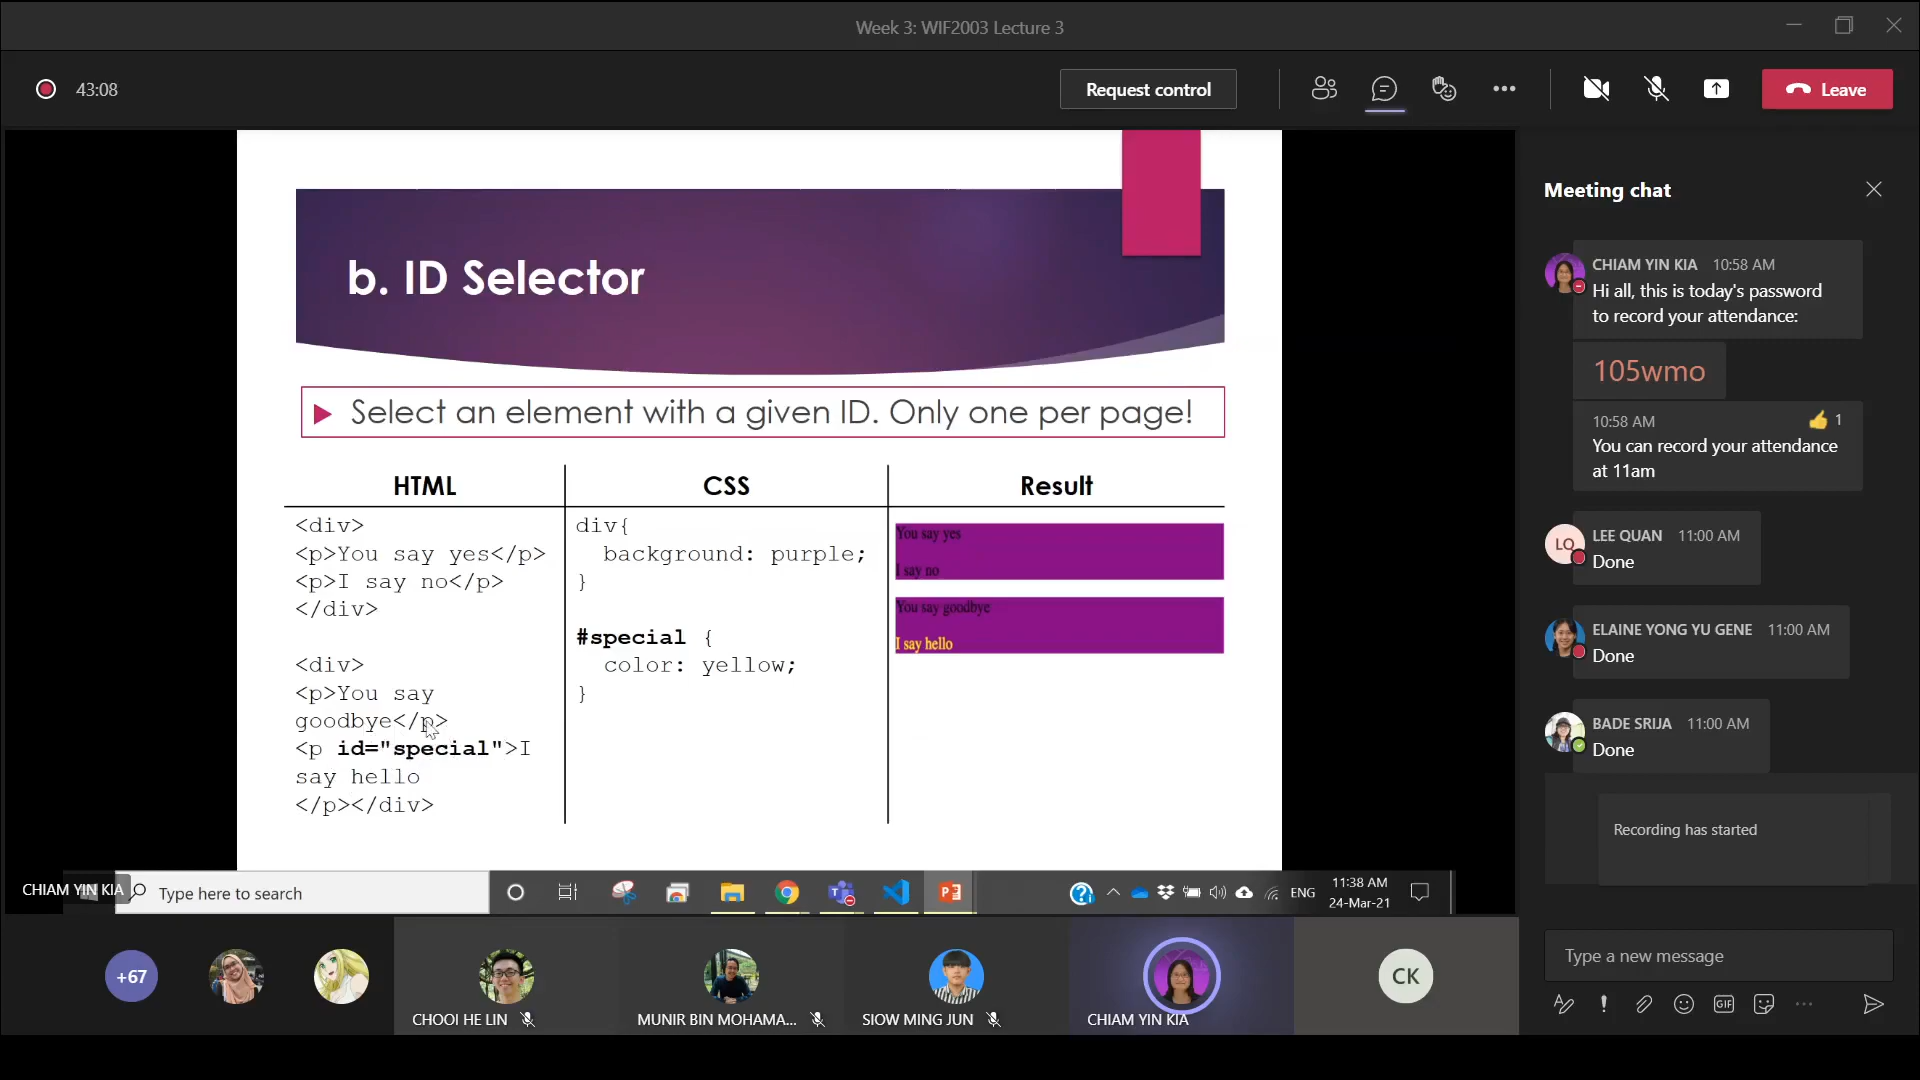 Week 3: WIF2003 Lecture 3
43:08
Request control
Leave
b. ID Selector
Select an element with a given ID. Only one per page!
HTML
CSS
Result
<div>
<p>You say yes</p>
<p>I say no</p>
</div>
<div>
<p>You say
goodbye</p>
<p id="special">I
say hello
</p></div>
div{
background: purple;
}
#special {
color: yellow;
}
You say yes
I say no
You say goodbye
I say hello
CHIAM YIN KIA
Type here to search
ENG
11:38 AM
24-Mar-21
+67
CHOOI HE LIN
MUNIR BIN MOHAMA...
SIOW MING JUN
CHIAM YIN KIA
CK
Meeting chat
CHIAM YIN KIA 10:58 AM
Hi all, this is today's password
to record your attendance:
105wmo
10:58 AM
1
You can record your attendance
at 11am
LQ
LEE QUAN 11:00 AM
Done
ELAINE YONG YU GENE 11:00 AM
Done
BADE SRIJA 11:00 AM
Done
Recording has started
Type a new message
GIF